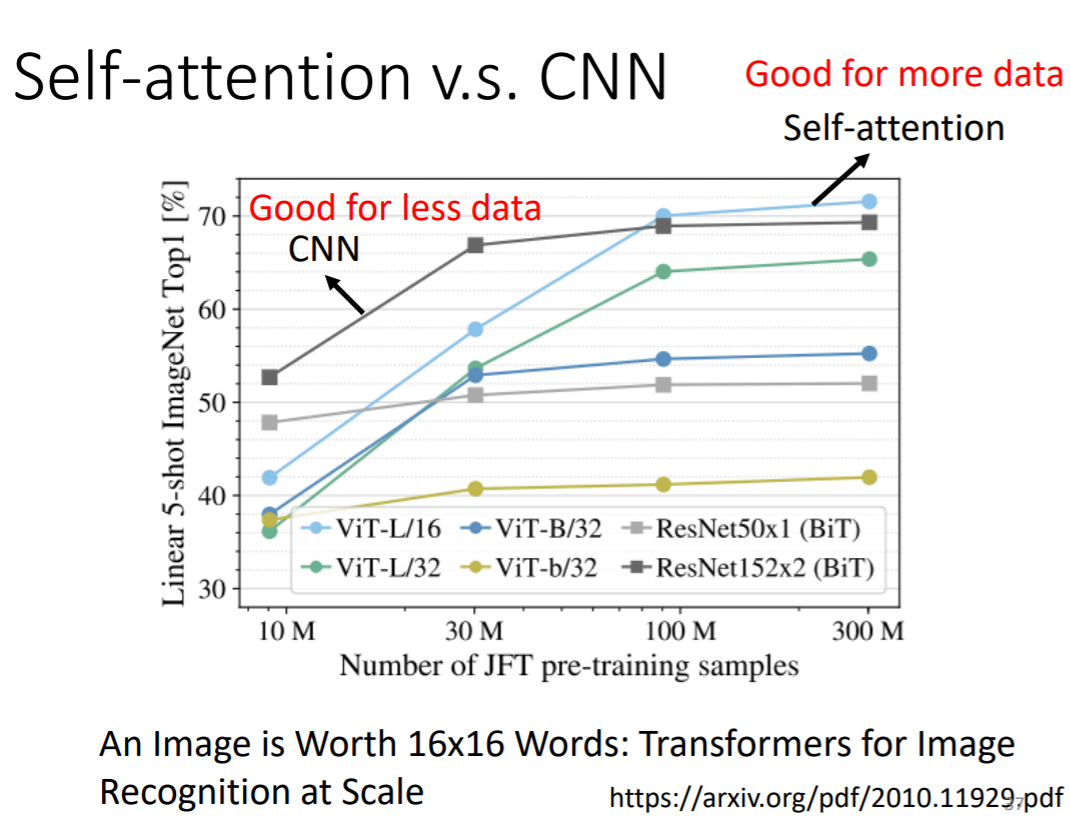 Self-attention v.s. CNN
Good for more data
Self-attention
Good for less data
CNN
Linear 5-shot ImageNet Top1 [%]
70
60
50
40
30
ViT-L/16 ViT-B/32 ResNet50x1 (BiT)
ViT-L/32 ViT-b/32 ResNet152x2 (BiT)
10 M 30 M 100 M 300 M
Number of JFT pre-training samples
An Image is Worth 16x16 Words: Transformers for Image
Recognition at Scale
https://arxiv.org/pdf/2010.11929.pdf
37